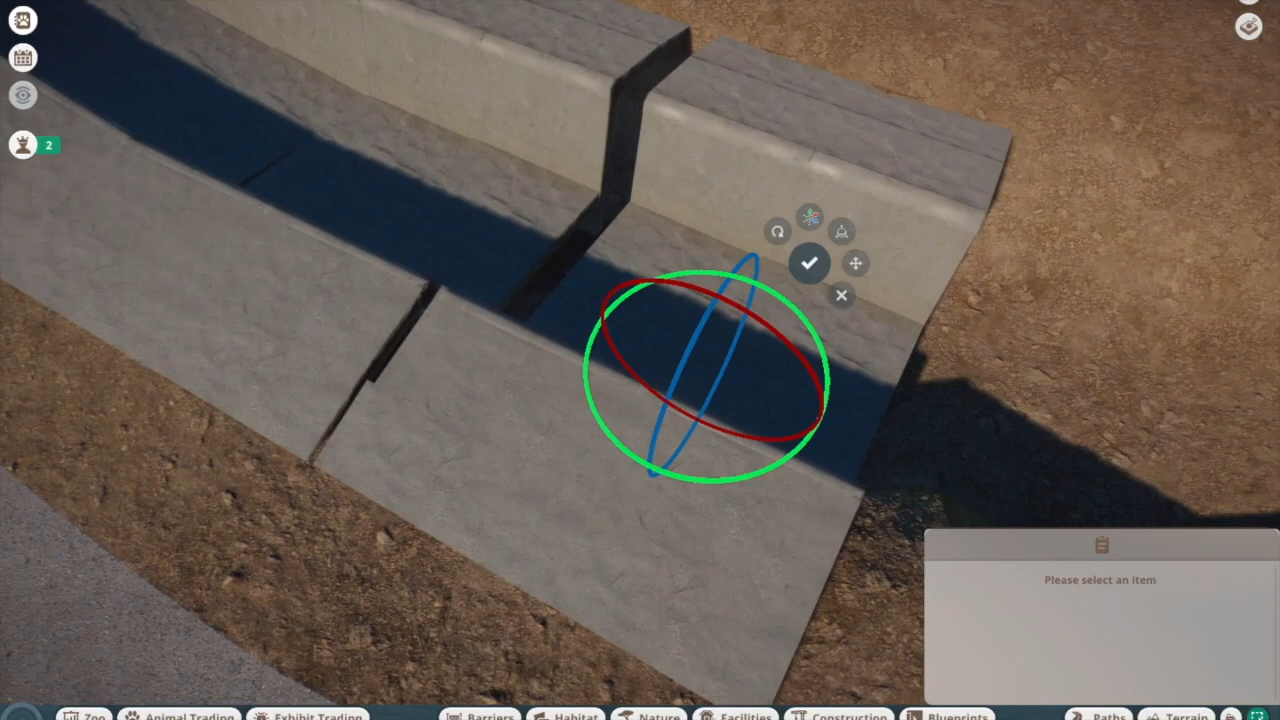 2
Please select an item
Zoo
Animal Trading
Exhibit Trading
Barriers
Habitat
Nature
Facilities
Construction
Blueprints
Paths
Terrain